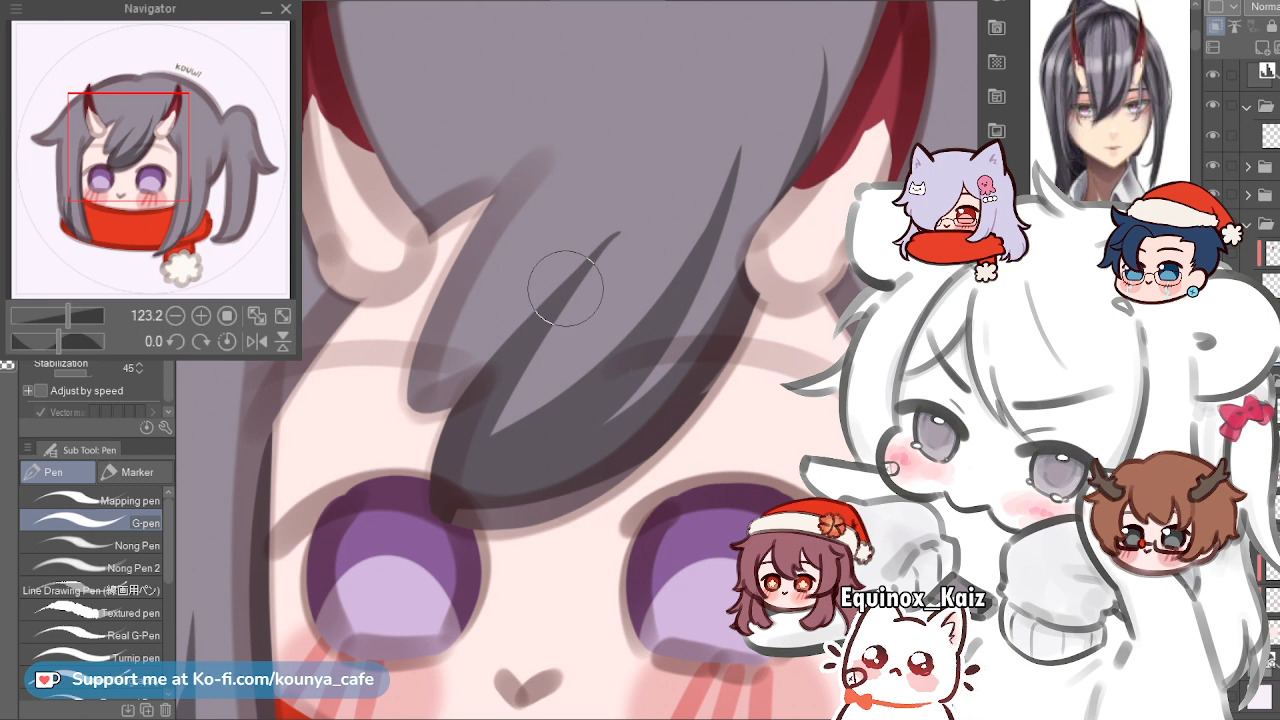 Navigator
Norma
KOUWI
123.2
0.0
Stabilization
45
Adjust by speed
Vector ma
Sub Tool: Pen
Pen
Marker
Mapping pen
G-pen
Nong Pen
Nong Pen 2
Line Drawing Pen (線画用ペン)
Textured pen
Real G-Pen
Turnip pen
Equinox_Kaiz
Support me at Ko-fi.com/kounya_cafe